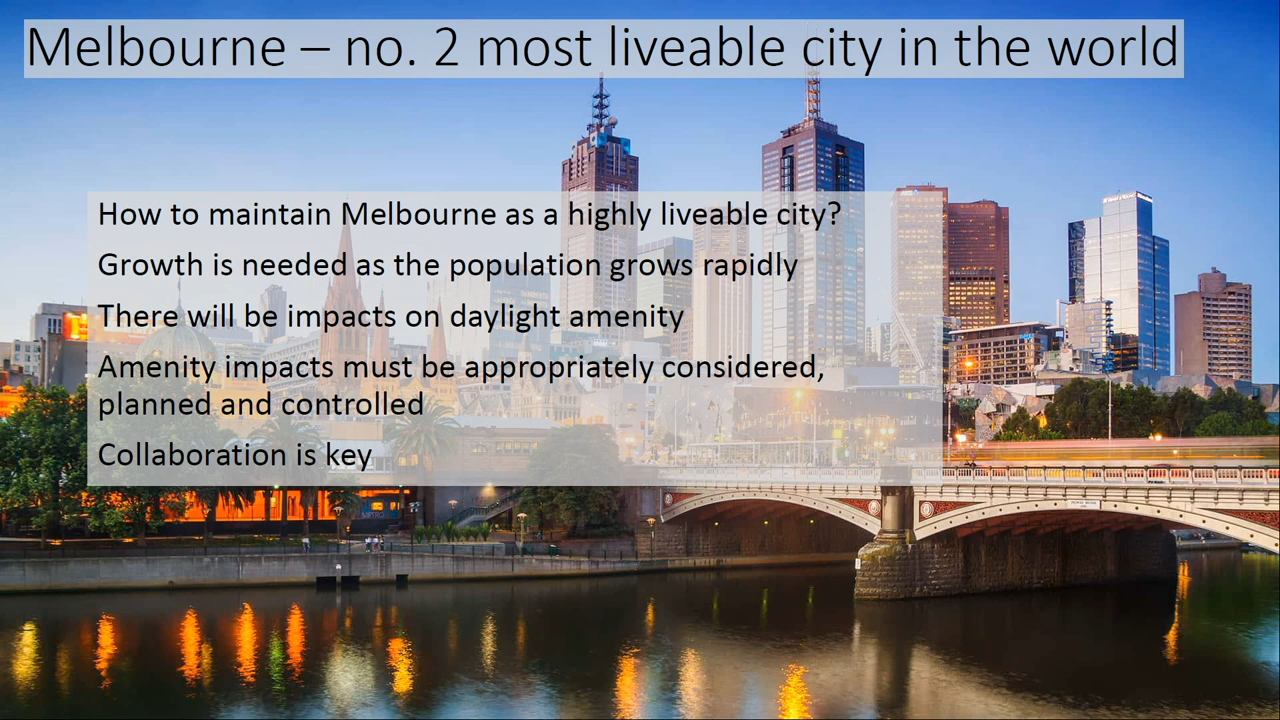 Melbourne – no. 2 most liveable city in the world
How to maintain Melbourne as a highly liveable city?
Growth is needed as the population grows rapidly
There will be impacts on daylight amenity
Amenity impacts must be appropriately considered,
planned and controlled
Collaboration is key